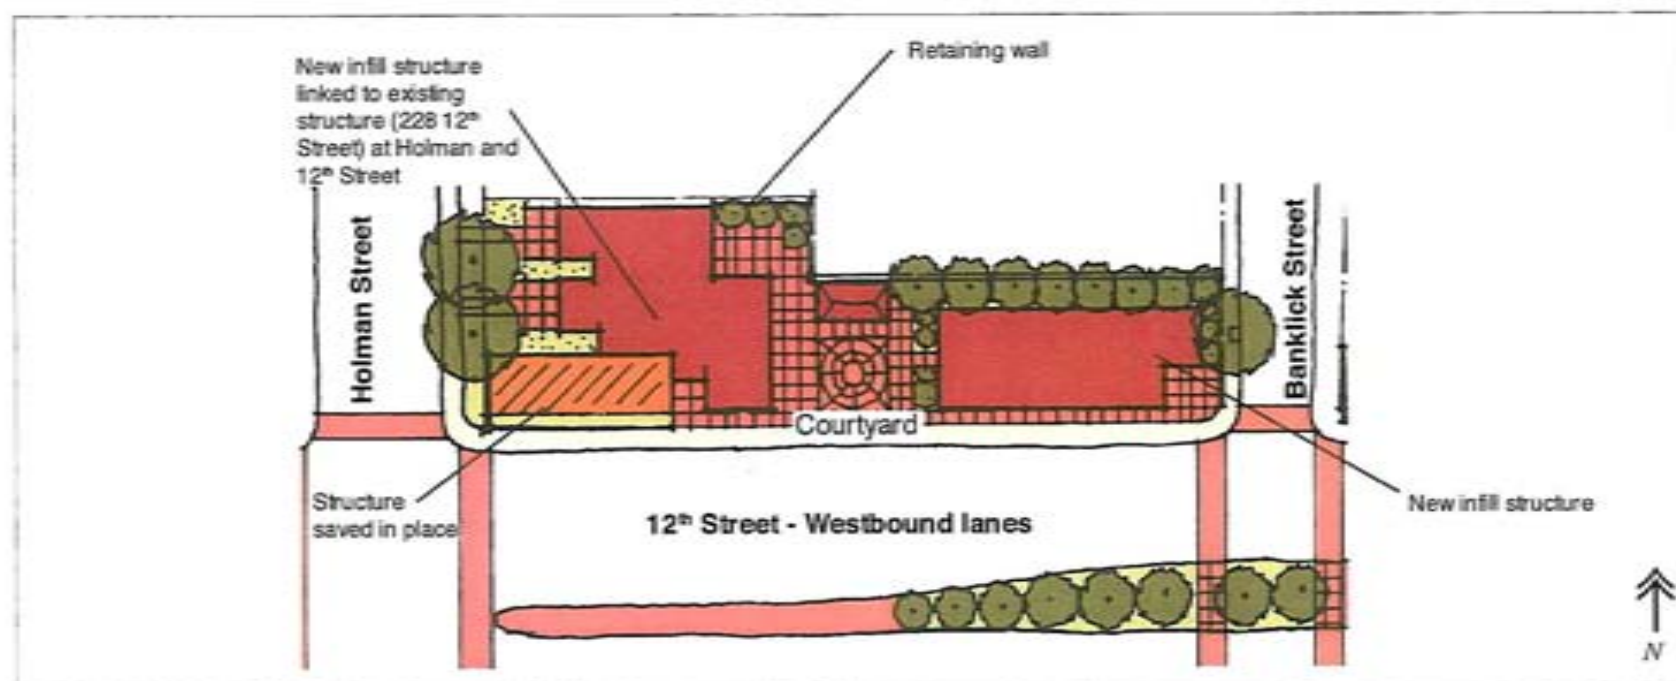 New infill structure
linked to existing
structure (228 12th
Street) at Holman and
12th Street
Retaining wall
Holman Street
Banklick Street
Courtyard
Structure
saved in place
12th Street - Westbound lanes
New infill structure
N